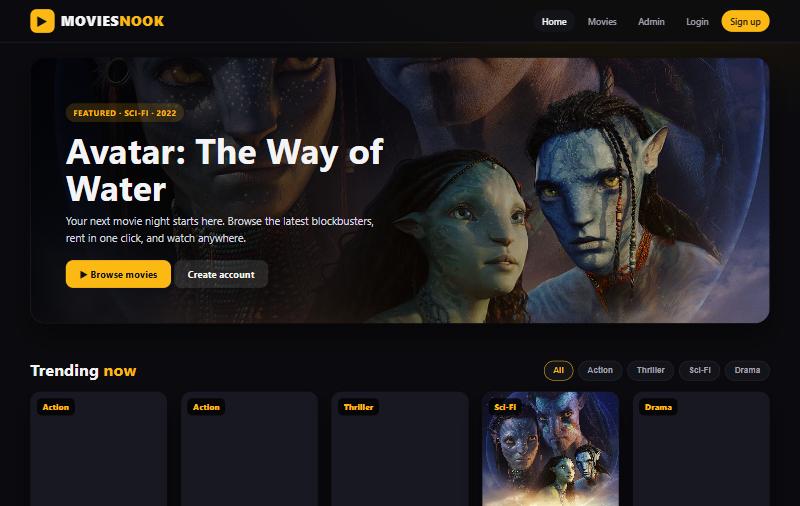 MOVIESNOOK
Home Movies Admin Login Sign up
FEATURED · SCI-FI · 2022
Avatar: The Way of
Water
Your next movie night starts here. Browse the latest blockbusters,
rent in one click, and watch anywhere.
▶ Browse movies Create account
Trending now
All Action Thriller Sci-Fi Drama
Action Action Thriller Sci-Fi Drama